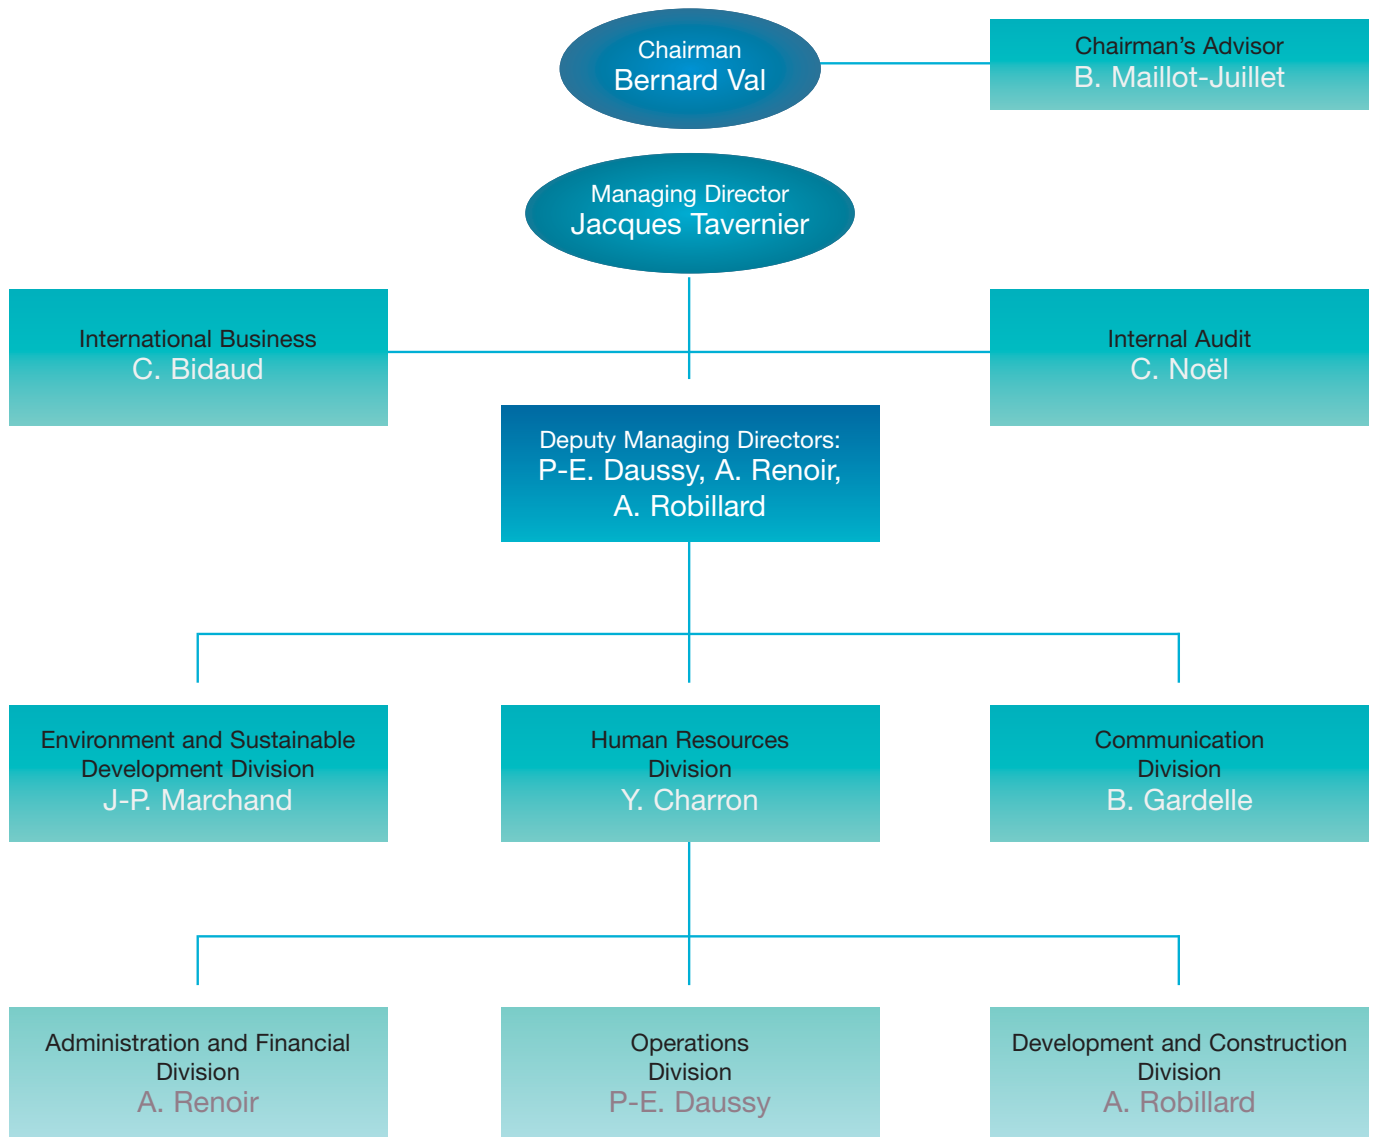 Chairman
Bernard Val
Chairman’s Advisor
B. Maillot-Juillet
Managing Director
Jacques Tavernier
International Business
C. Bidaud
Internal Audit
C. Noël
Deputy Managing Directors:
P-E. Daussy, A. Renoir,
A. Robillard
Environment and Sustainable
Development Division
J-P. Marchand
Human Resources
Division
Y. Charron
Communication
Division
B. Gardelle
Administration and Financial
Division
A. Renoir
Operations
Division
P-E. Daussy
Development and Construction
Division
A. Robillard